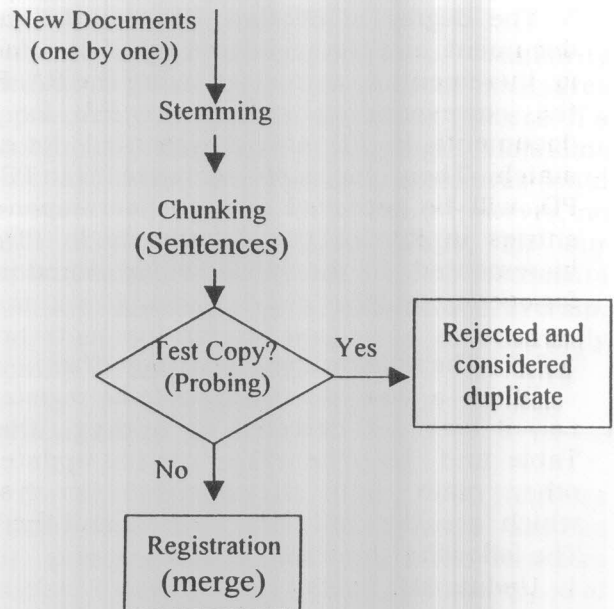 New Documents
(one by one))
Stemming
Chunking
(Sentences)
Test Copy?
(Probing)
Yes
Rejected and
considered
duplicate
No
Registration
(merge)